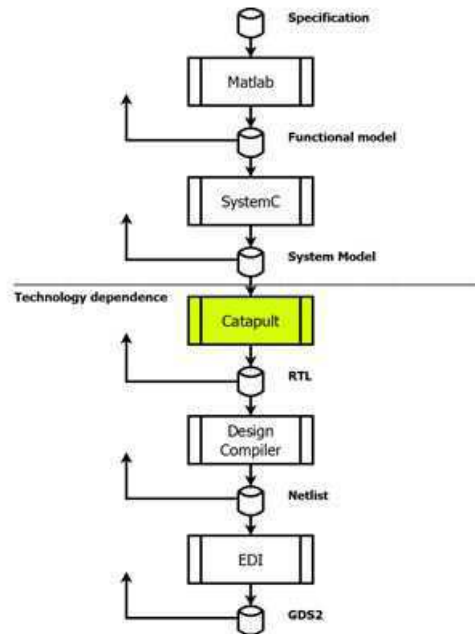 Specification
Matlab
Functional model
SystemC
System Model
Technology dependence
Catapult
RTL
Design
Compiler
Netlist
EDI
GDS2